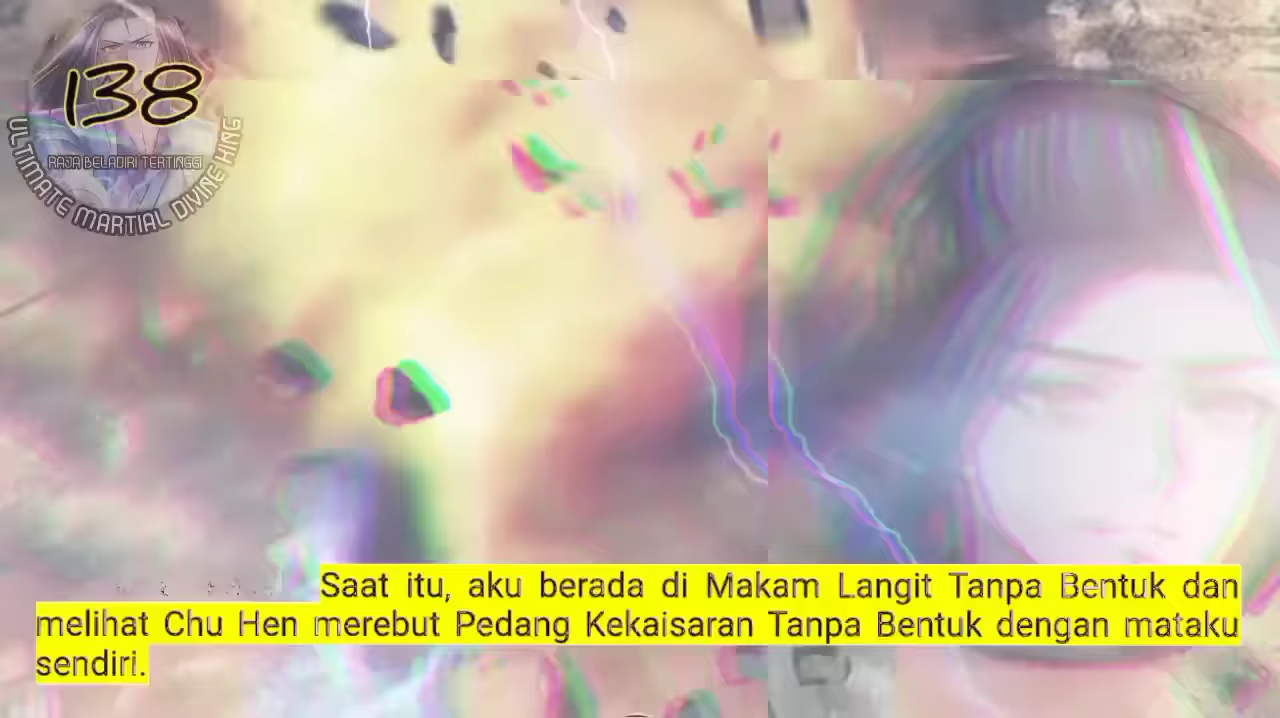 138
RAJA BELADIRI TERTINGGI
ULTIMATE MARTIAL DIVINE KING
Saat itu, aku berada di Makam Langit Tanpa Bentuk dan
melihat Chu Hen merebut Pedang Kekaisaran Tanpa Bentuk dengan mataku
sendiri.